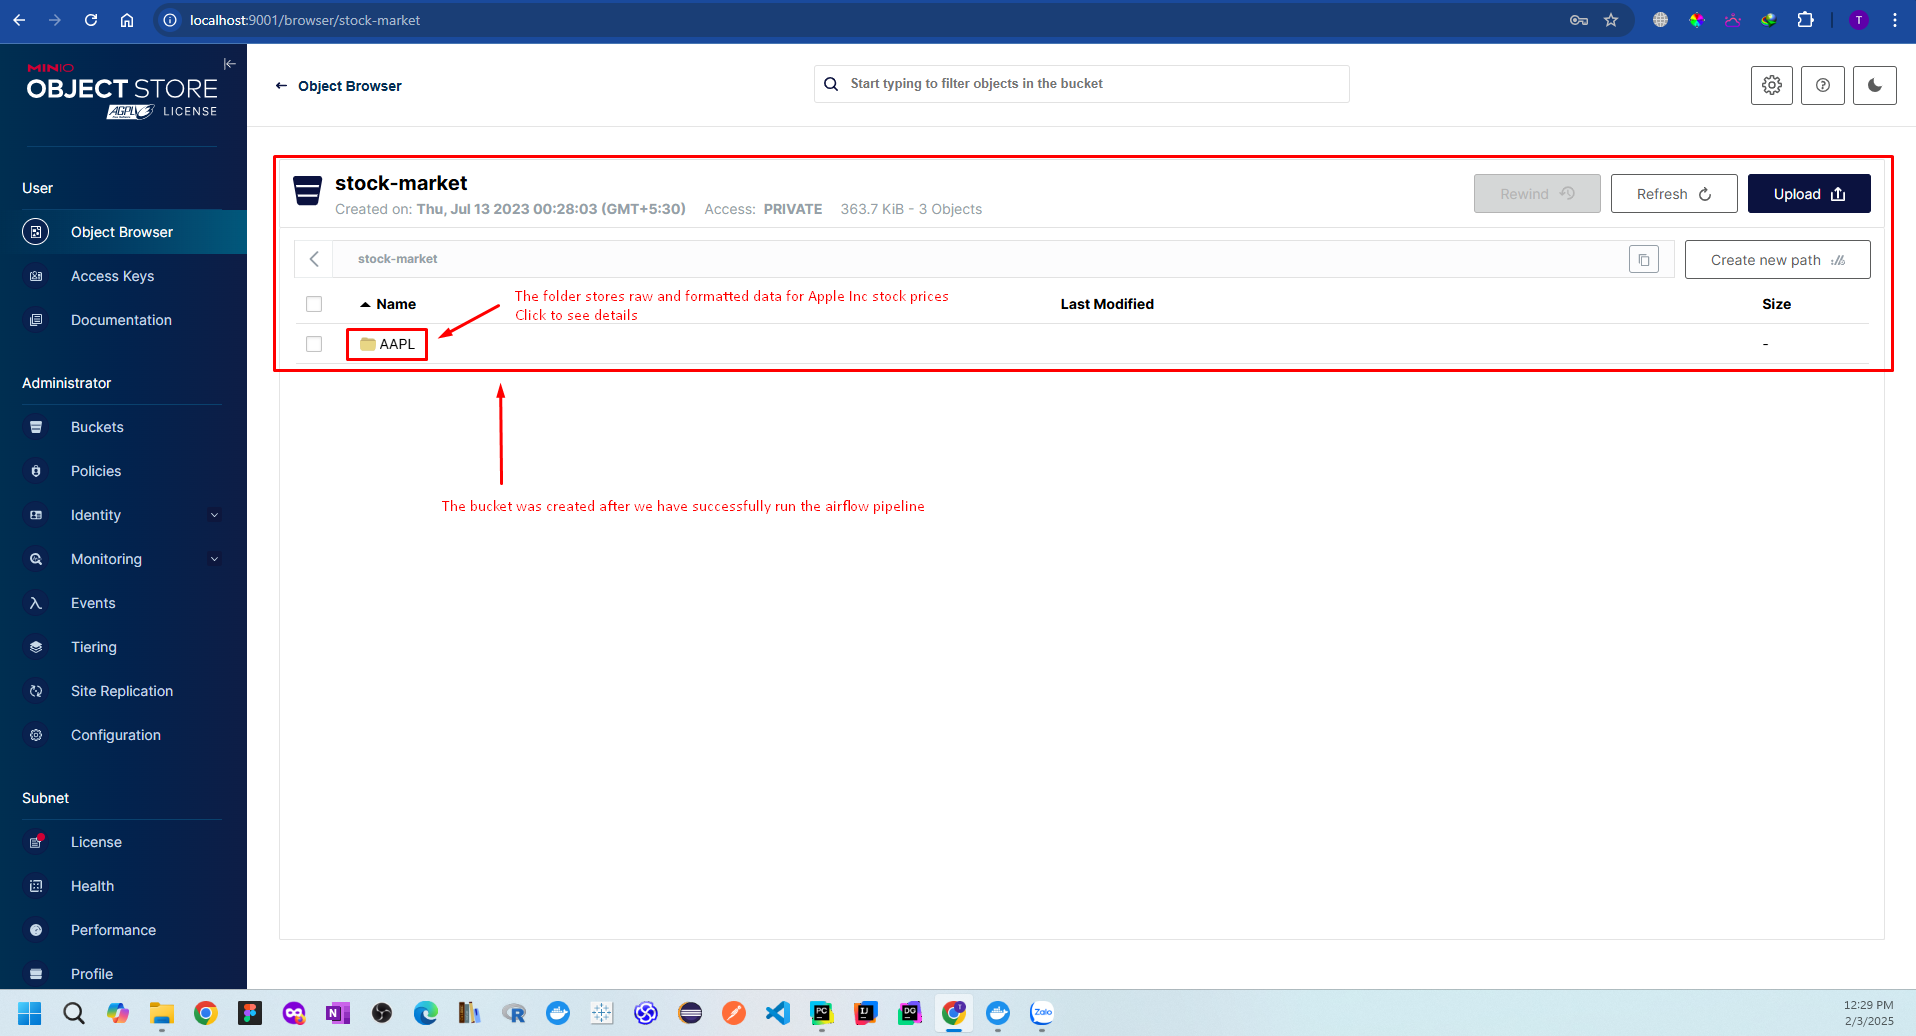 localhost:9001/browser/stock-market
T
MINIO
OBJECT STORE
AGPLv3 LICENSE
User
Object Browser
Access Keys
Documentation
Administrator
Buckets
Policies
Identity
Monitoring
Events
Tiering
Site Replication
Configuration
Subnet
License
Health
Performance
Profile
Object Browser
Start typing to filter objects in the bucket
stock-market
Created on: Thu, Jul 13 2023 00:28:03 (GMT+5:30) Access: PRIVATE 363.7 KiB - 3 Objects
Rewind
Refresh
Upload
stock-market
Create new path
Name
Last Modified
Size
The folder stores raw and formatted data for Apple Inc stock prices
Click to see details
AAPL
-
The bucket was created after we have successfully run the airflow pipeline
N
R
PC
IJ
DG
T
Zalo
12:29 PM
2/3/2025